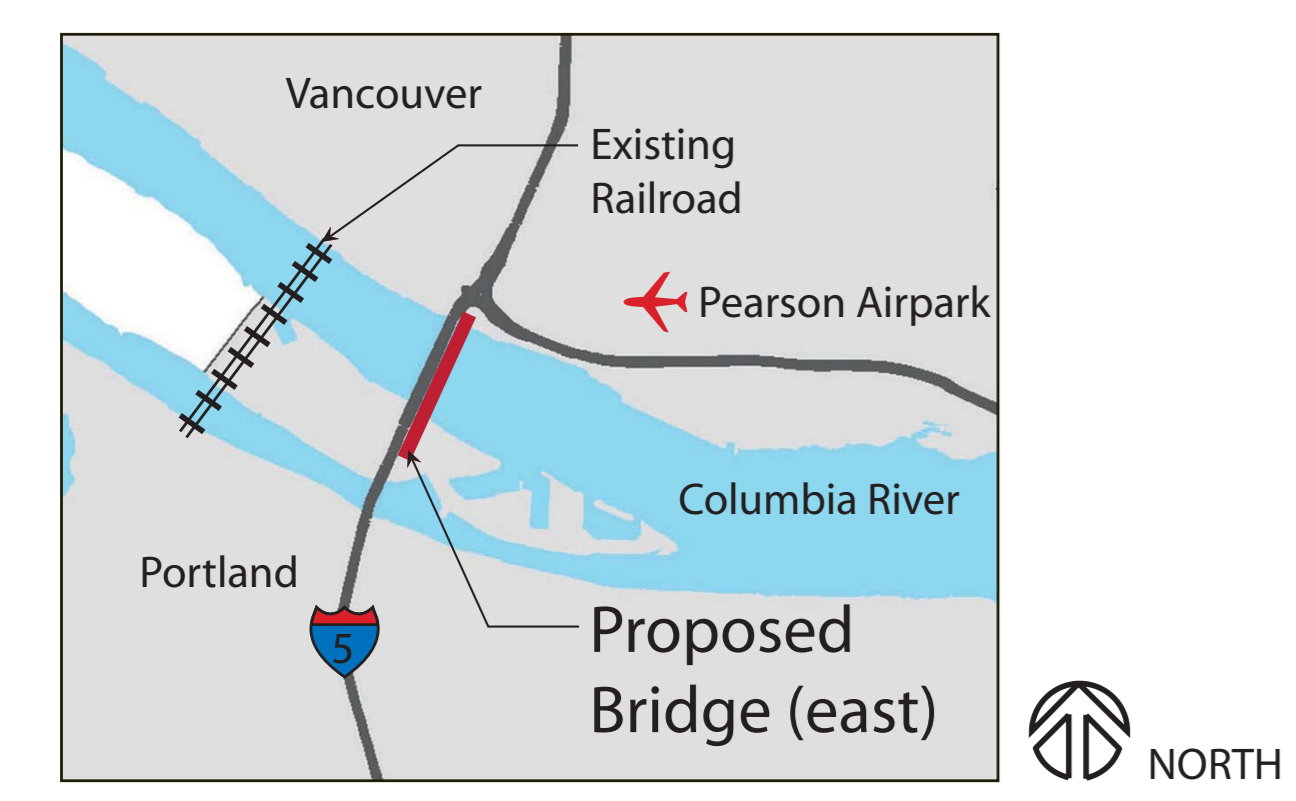 Vancouver
Existing
Railroad
Pearson Airpark
Columbia River
Portland
5
Proposed
Bridge (east)
NORTH